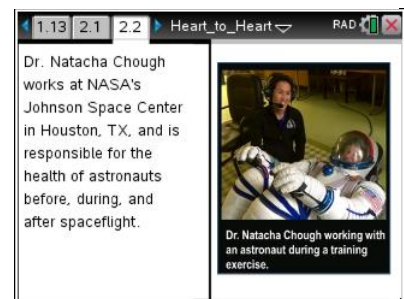 1.13 2.1 2.2 Heart_to_Heart RAD
Dr. Natacha Chough
works at NASA's
Johnson Space Center
in Houston, TX, and is
responsible for the
health of astronauts
before, during, and
after spaceflight.
Dr. Natacha Chough working with
an astronaut during a training
exercise.